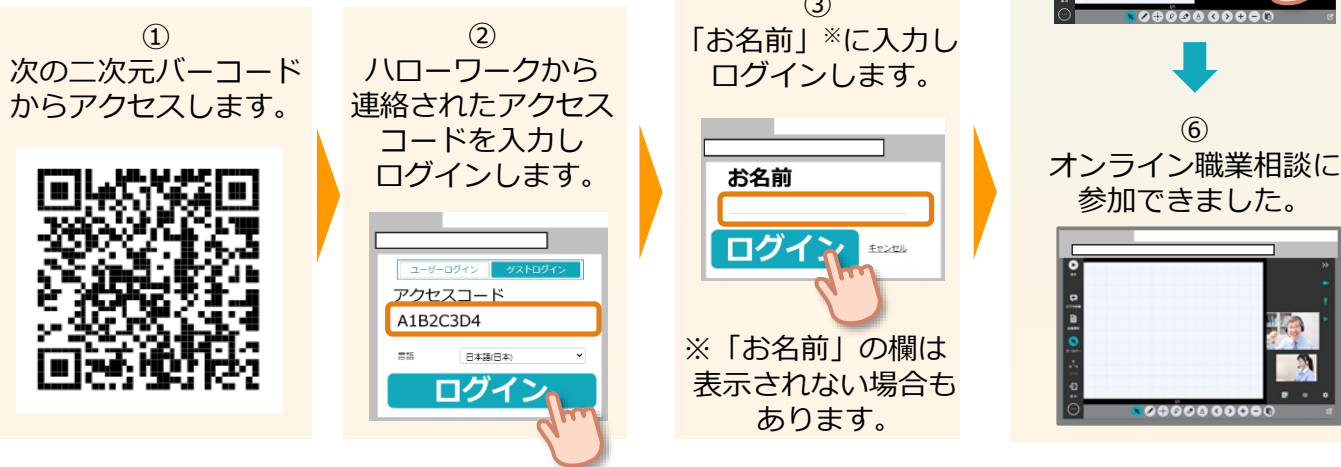 ①
次の二次元バーコード
からアクセスします。
②
ハローワークから
連絡されたアクセス
コードを入力し
ログインします。
ユーザーログイン
ゲストログイン
アクセスコード
A1B2C3D4
言語
日本語(日本)
ログイン
③
「お名前」※に入力し
ログインします。
お名前
ログイン
キャンセル
※「お名前」の欄は
表示されない場合も
あります。
⑥
オンライン職業相談に
参加できました。